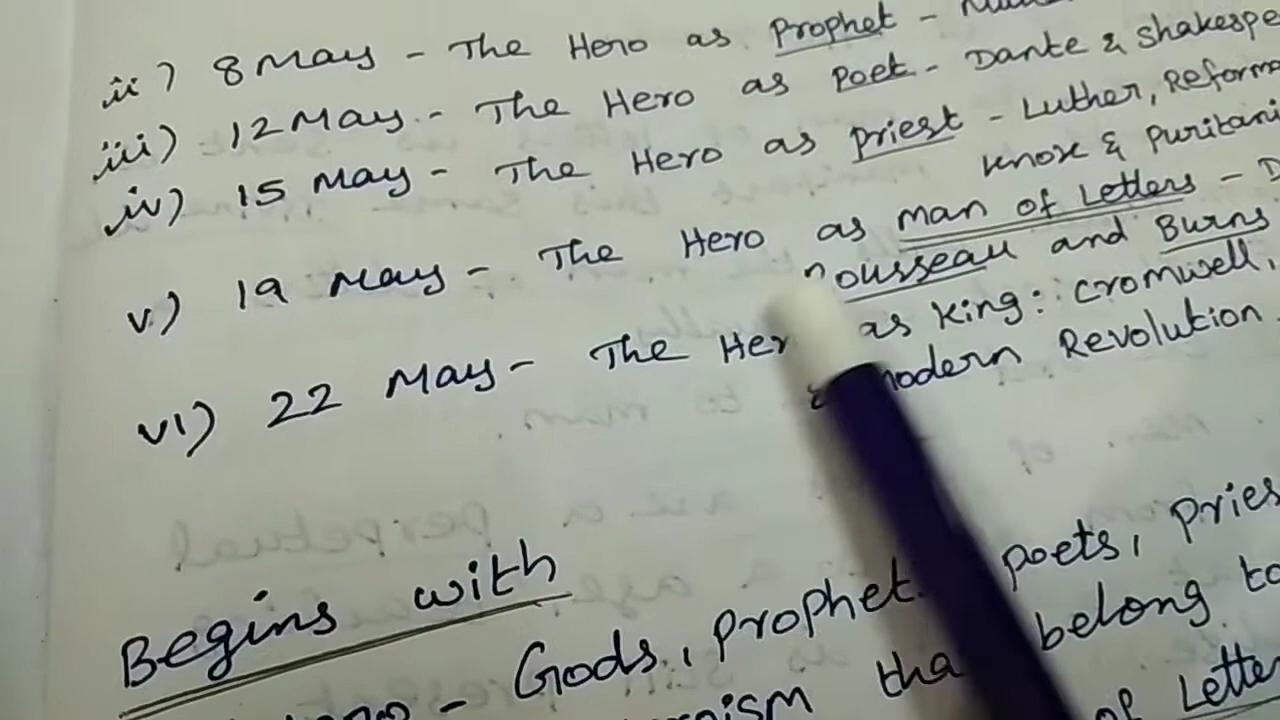 ii) 8 May - The Hero as Prophet -
iii) 12 May - The Hero as Poet - Dante & Shakespe
iv) 15 May - The Hero as Priest - Luther, Reforma
Knox & Puritani
v) 19 May - The Hero as man of Letters - D
Rousseau and Burns
vi) 22 May - The Her as King: Cromwell,
& modern Revolution
Begins with
- Gods, Prophet. poets, Pries
tha belong to
of Letter